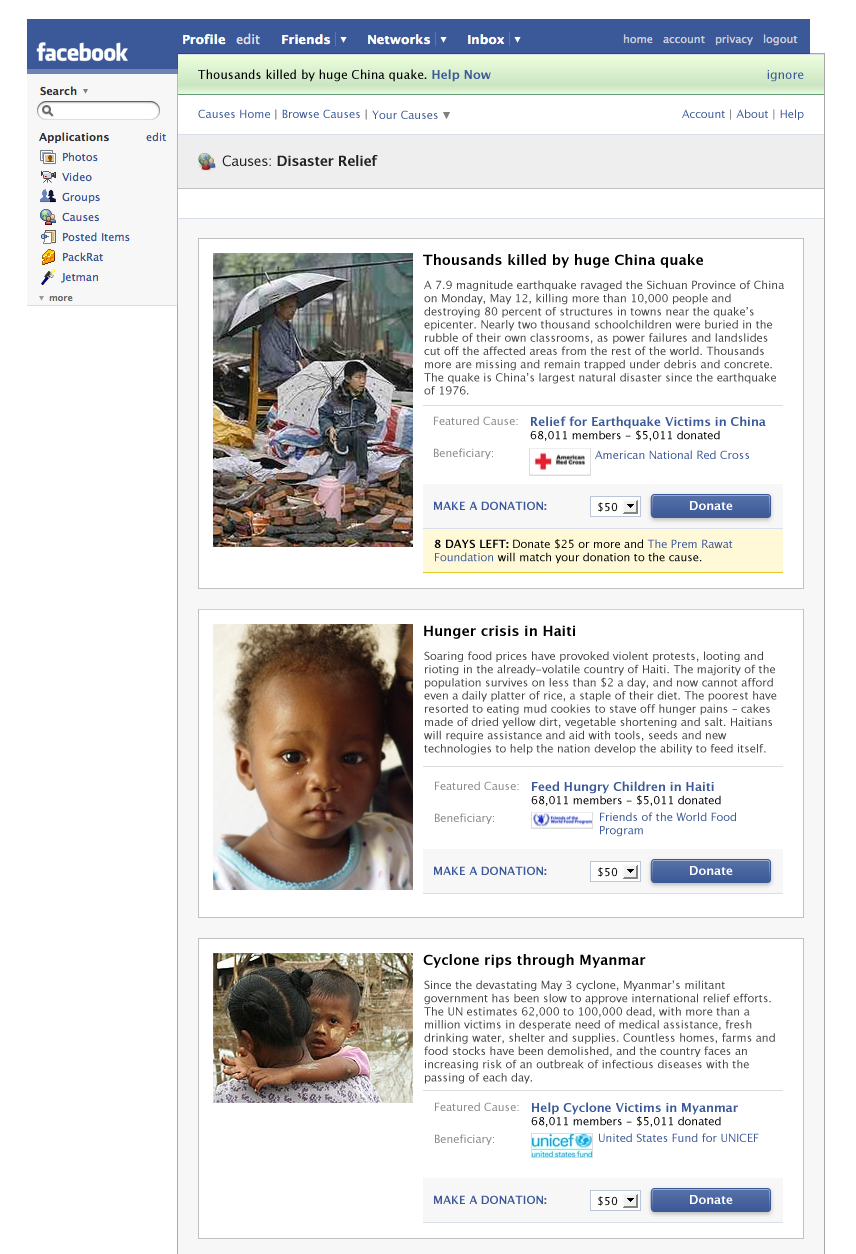 facebook
Profile edit Friends Networks Inbox home account privacy logout
Search
Applications edit
Photos
Video
Groups
Causes
Posted Items
PackRat
Jetman
more
Thousands killed by huge China quake. Help Now ignore
Causes Home | Browse Causes | Your Causes Account | About | Help
Causes: Disaster Relief
Thousands killed by huge China quake
A 7.9 magnitude earthquake ravaged the Sichuan Province of China
on Monday, May 12, killing more than 10,000 people and
destroying 80 percent of structures in towns near the quake's
epicenter. Nearly two thousand schoolchildren were buried in the
rubble of their own classrooms, as power failures and landslides
cut off the affected areas from the rest of the world. Thousands
more are missing and remain trapped under debris and concrete.
The quake is China's largest natural disaster since the earthquake
of 1976.
Featured Cause: Relief for Earthquake Victims in China
68,011 members – $5,011 donated
Beneficiary: American Red Cross American National Red Cross
MAKE A DONATION: $50 Donate
8 DAYS LEFT: Donate $25 or more and The Prem Rawat
Foundation will match your donation to the cause.
Hunger crisis in Haiti
Soaring food prices have provoked violent protests, looting and
rioting in the already-volatile country of Haiti. The majority of the
population survives on less than $2 a day, and now cannot afford
even a daily platter of rice, a staple of their diet. The poorest have
resorted to eating mud cookies to stave off hunger pains – cakes
made of dried yellow dirt, vegetable shortening and salt. Haitians
will require assistance and aid with tools, seeds and new
technologies to help the nation develop the ability to feed itself.
Featured Cause: Feed Hungry Children in Haiti
68,011 members – $5,011 donated
Beneficiary: Friends of the World Food Program Friends of the World Food
Program
MAKE A DONATION: $50 Donate
Cyclone rips through Myanmar
Since the devastating May 3 cyclone, Myanmar's militant
government has been slow to approve international relief efforts.
The UN estimates 62,000 to 100,000 dead, with more than a
million victims in desperate need of medical assistance, fresh
drinking water, shelter and supplies. Countless homes, farms and
food stocks have been demolished, and the country faces an
increasing risk of an outbreak of infectious diseases with the
passing of each day.
Featured Cause: Help Cyclone Victims in Myanmar
68,011 members – $5,011 donated
Beneficiary: unicef United States Fund for UNICEF
united states fund
MAKE A DONATION: $50 Donate